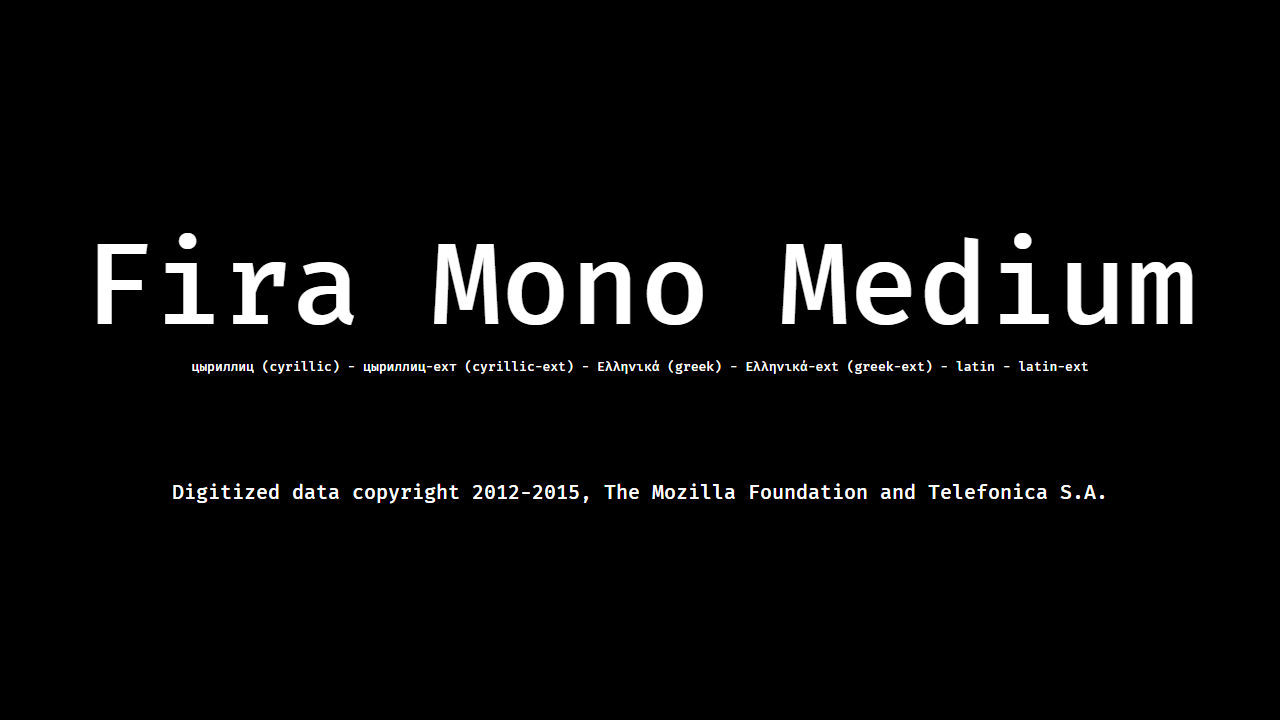 Fira Mono Medium
цыриллиц (cyrillic) - цыриллиц-ехт (cyrillic-ext) - Ελληνικά (greek) - Ελληνικά-ext (greek-ext) - latin - latin-ext
Digitized data copyright 2012-2015, The Mozilla Foundation and Telefonica S.A.